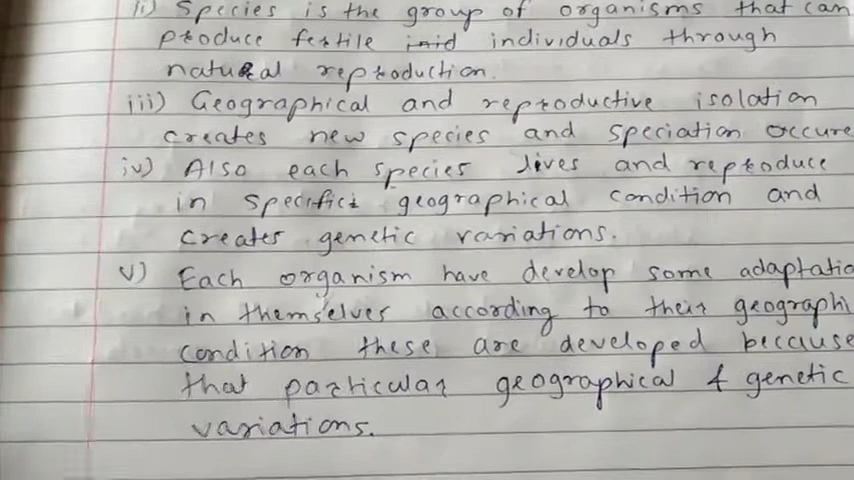 ii) Species is the group of organisms that can
produce fertile individuals through
natural reproduction.
iii) Geographical and reproductive isolation
creates new species and speciation occure
iv) Also each species lives and reproduce
in specific geographical condition and
creates genetic variations.
v) Each organism have develop some adaptatio
in themselves according to their geographi
condition these are developed because
that particular geographical & genetic
variations.